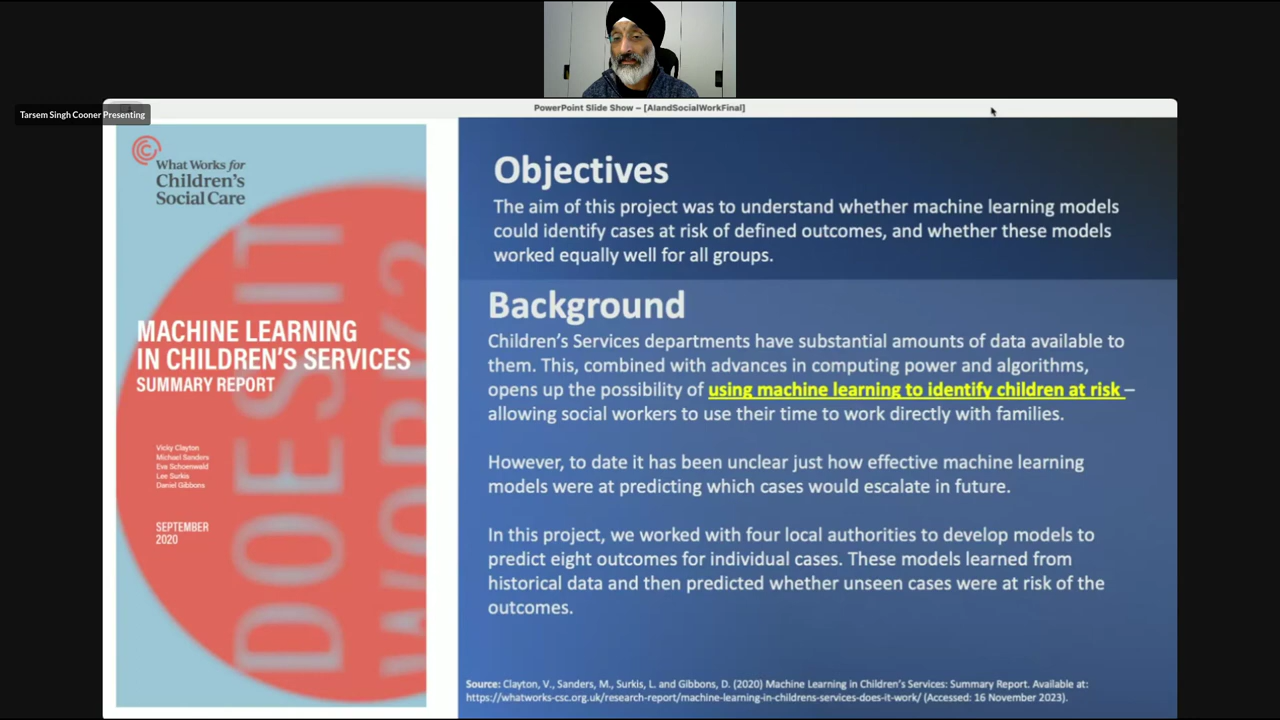 PowerPoint Slide Show – [AIandSocialWorkFinal]
Tarsem Singh Cooner Presenting
What Works for
Children's
Social Care
DOES IT
WORK?
MACHINE LEARNING
IN CHILDREN'S SERVICES
SUMMARY REPORT
Vicky Clayton
Michael Sanders
Eva Schoenwald
Lee Surkis
Daniel Gibbons
SEPTEMBER
2020
Objectives
The aim of this project was to understand whether machine learning models
could identify cases at risk of defined outcomes, and whether these models
worked equally well for all groups.
Background
Children's Services departments have substantial amounts of data available to
them. This, combined with advances in computing power and algorithms,
opens up the possibility of using machine learning to identify children at risk –
allowing social workers to use their time to work directly with families.
However, to date it has been unclear just how effective machine learning
models were at predicting which cases would escalate in future.
In this project, we worked with four local authorities to develop models to
predict eight outcomes for individual cases. These models learned from
historical data and then predicted whether unseen cases were at risk of the
outcomes.
Source: Clayton, V., Sanders, M., Surkis, L. and Gibbons, D. (2020) Machine Learning in Children's Services: Summary Report. Available at:
https://whatworks-csc.org.uk/research-report/machine-learning-in-childrens-services-does-it-work/ (Accessed: 16 November 2023).